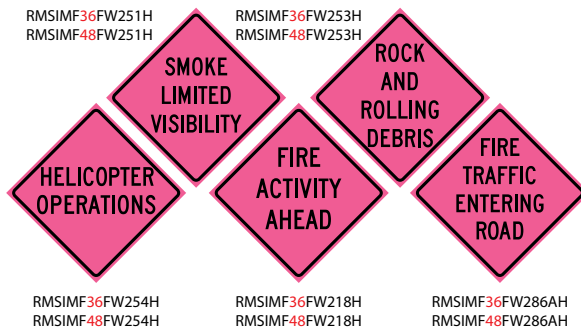 RMSIMF36FW251H
RMSIMF48FW251H
RMSIMF36FW253H
RMSIMF48FW253H
SMOKE
LIMITED
VISIBILITY
ROCK
AND
ROLLING
DEBRIS
HELICOPTER
OPERATIONS
FIRE
ACTIVITY
AHEAD
FIRE
TRAFFIC
ENTERING
ROAD
RMSIMF36FW254H
RMSIMF48FW254H
RMSIMF36FW218H
RMSIMF48FW218H
RMSIMF36FW286AH
RMSIMF48FW286AH